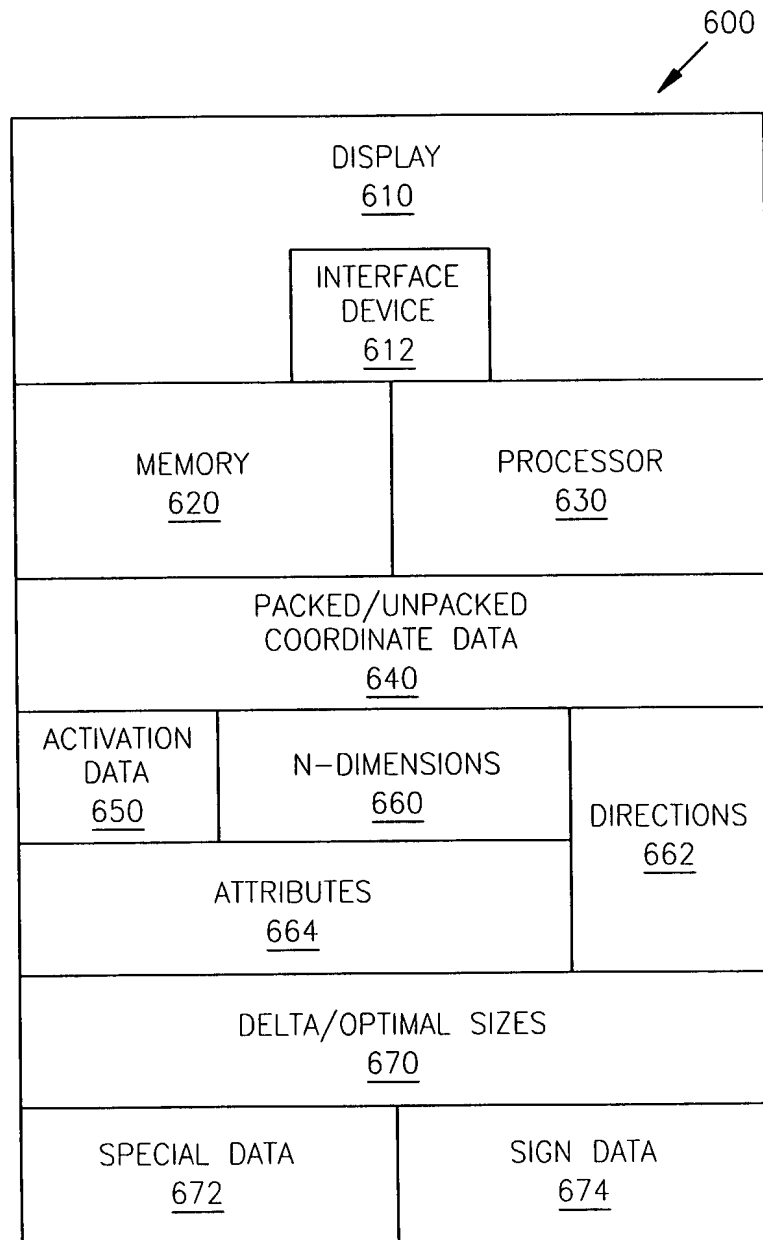 600
DISPLAY
610
INTERFACE
DEVICE
612
MEMORY
620
PROCESSOR
630
PACKED/UNPACKED
COORDINATE DATA
640
ACTIVATION
DATA
650
N-DIMENSIONS
660
DIRECTIONS
662
ATTRIBUTES
664
DELTA/OPTIMAL SIZES
670
SPECIAL DATA
672
SIGN DATA
674